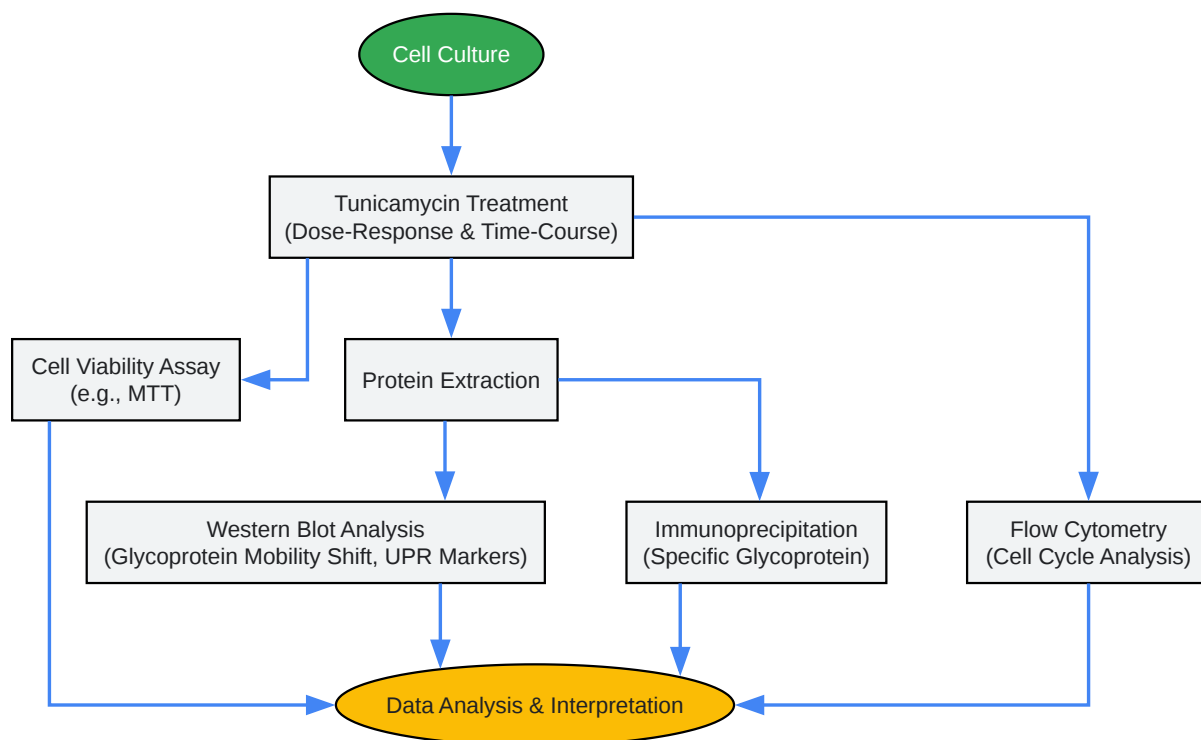 Cell Culture
Tunicamycin Treatment
(Dose-Response & Time-Course)
Cell Viability Assay
(e.g., MTT)
Protein Extraction
Western Blot Analysis
(Glycoprotein Mobility Shift, UPR Markers)
Immunoprecipitation
(Specific Glycoprotein)
Flow Cytometry
(Cell Cycle Analysis)
Data Analysis & Interpretation